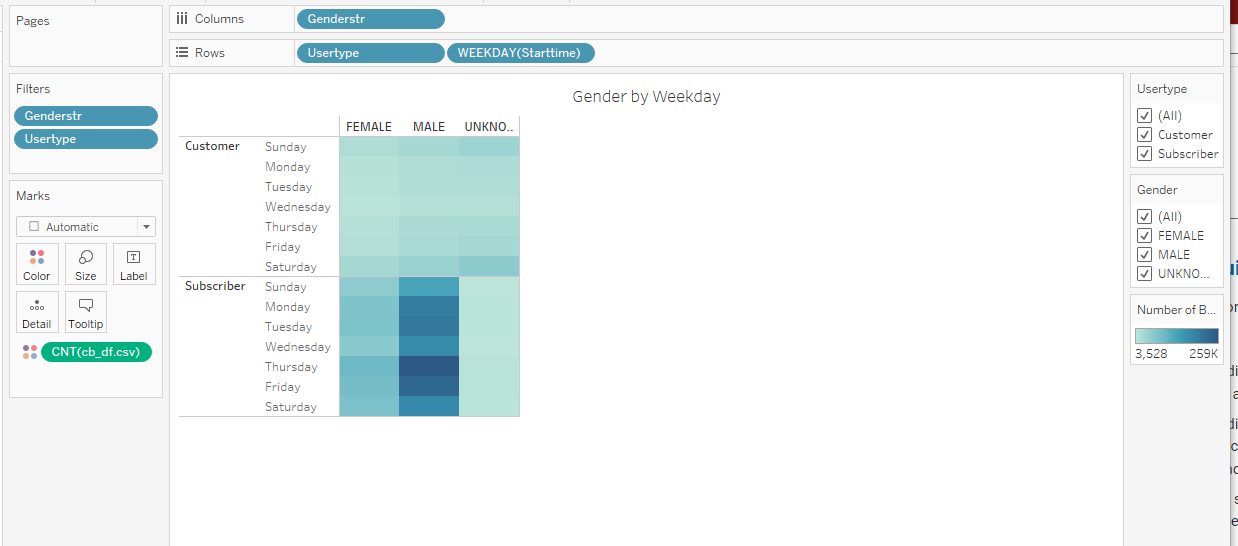 Pages
Columns
Genderstr
Rows
Usertype
WEEKDAY(Starttime)
Filters
Genderstr
Usertype
Marks
Automatic
Color
Size
Label
Detail
Tooltip
CNT(cb_df.csv)
Gender by Weekday
FEMALE MALE UNKNO..
Customer Sunday
Monday
Tuesday
Wednesday
Thursday
Friday
Saturday
Subscriber Sunday
Monday
Tuesday
Wednesday
Thursday
Friday
Saturday
Usertype
(All)
Customer
Subscriber
Gender
(All)
FEMALE
MALE
UNKNO...
Number of B...
3,528 259K